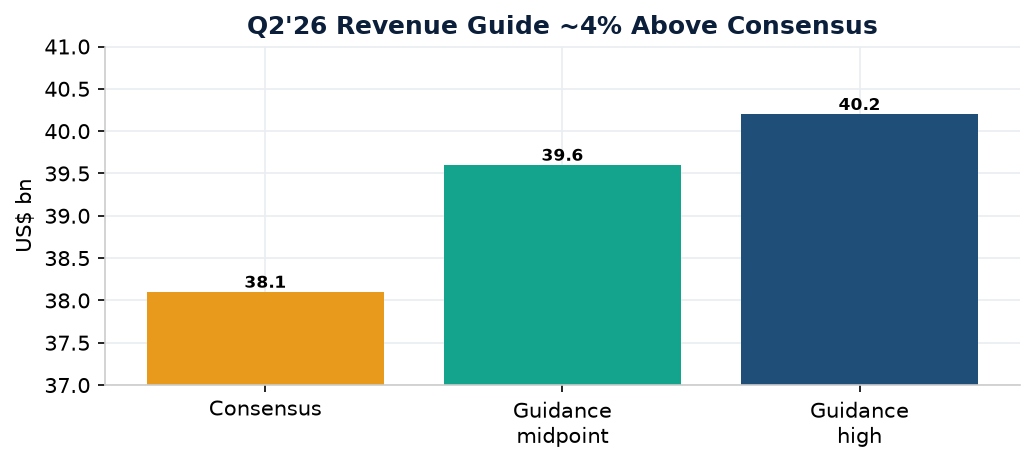 Q2'26 Revenue Guide ~4% Above Consensus
US$ bn
41.0
40.5
40.0
39.5
39.0
38.5
38.0
37.5
37.0
38.1
39.6
40.2
Consensus
Guidance
midpoint
Guidance
high